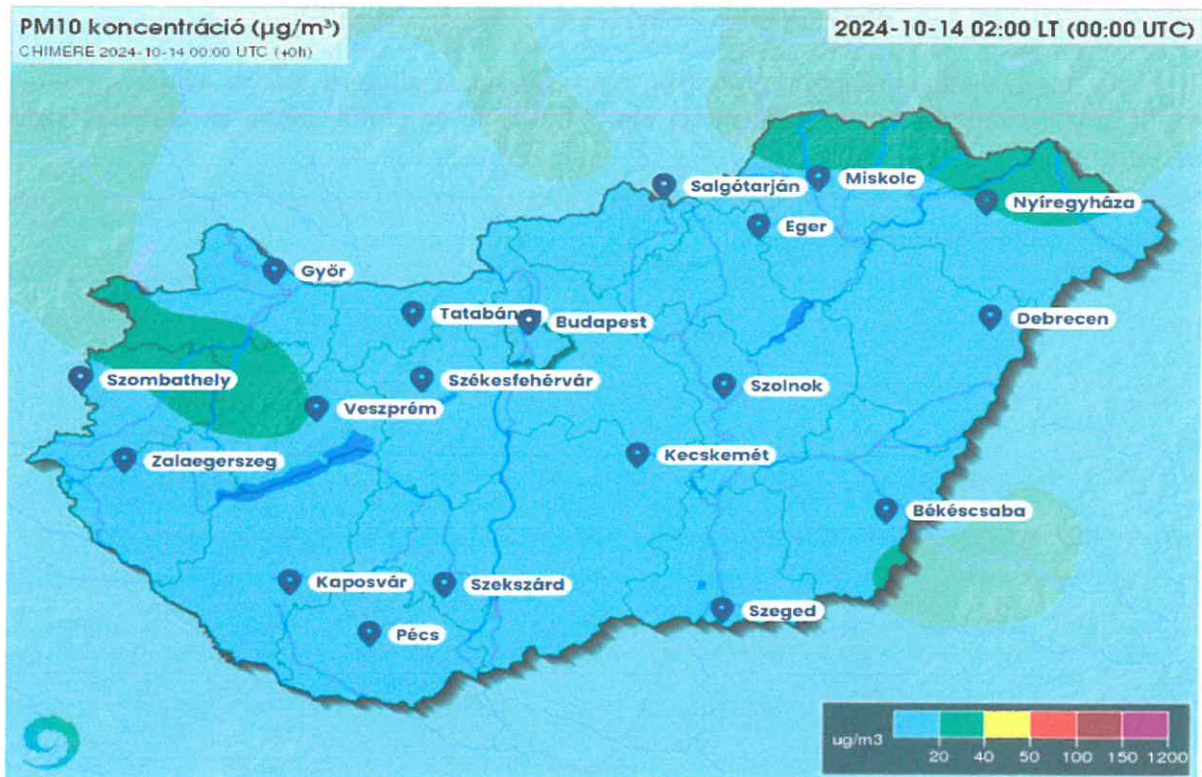 PM10 koncentráció (µg/m³)
CHIMERE 2024-10-14 00:00 UTC (+0h)
2024-10-14 02:00 LT (00:00 UTC)
Salgótarján
Miskolc
Nyíregyháza
Eger
Győr
Tatabánya
Budapest
Debrecen
Szombathely
Székesfehérvár
Szolnok
Veszprém
Zalaegerszeg
Kecskemét
Békéscsaba
Kaposvár
Szekszárd
Szeged
Pécs
ug/m3
20 40 50 100 150 1200